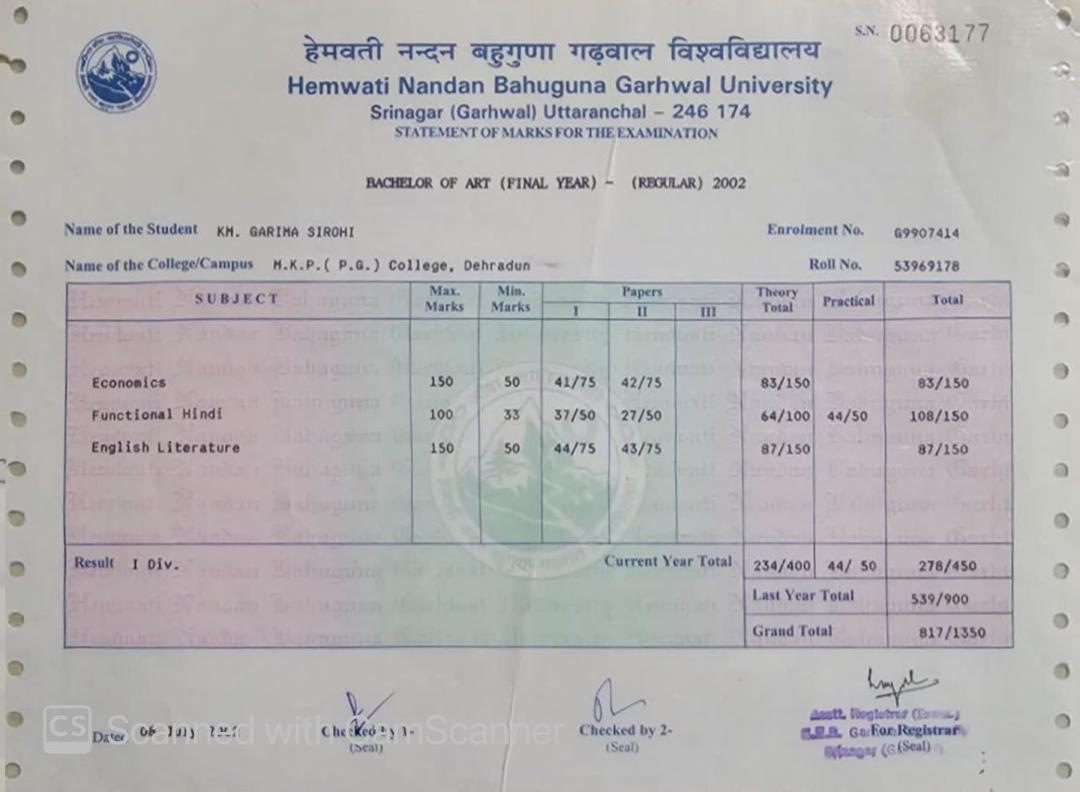 S.N. 0063177
हेमवती नन्दन बहुगुणा गढ़वाल विश्वविद्यालय
Hemwati Nandan Bahuguna Garhwal University
Srinagar (Garhwal) Uttaranchal – 246 174
STATEMENT OF MARKS FOR THE EXAMINATION
BACHELOR OF ART (FINAL YEAR) - (REGULAR) 2002
Name of the Student KM. GARIMA SIROHI Enrolment No. G9907414
Name of the College/Campus M.K.P.( P.G.) College, Dehradun Roll No. 53969178
SUBJECT Max. Marks Min. Marks Papers I II III Theory Total Practical Total
Economics 150 50 41/75 42/75 83/150 83/150
Functional Hindi 100 33 37/50 27/50 64/100 44/50 108/150
English Literature 150 50 44/75 43/75 87/150 87/150
Result I Div. Current Year Total 234/400 44/ 50 278/450
Last Year Total 539/900
Grand Total 817/1350
Date July Checked by 1- Checked by 2- For Registrar
(Seal) (Seal) (Seal)
Asstt. Registrar
CS Scanned with CamScanner